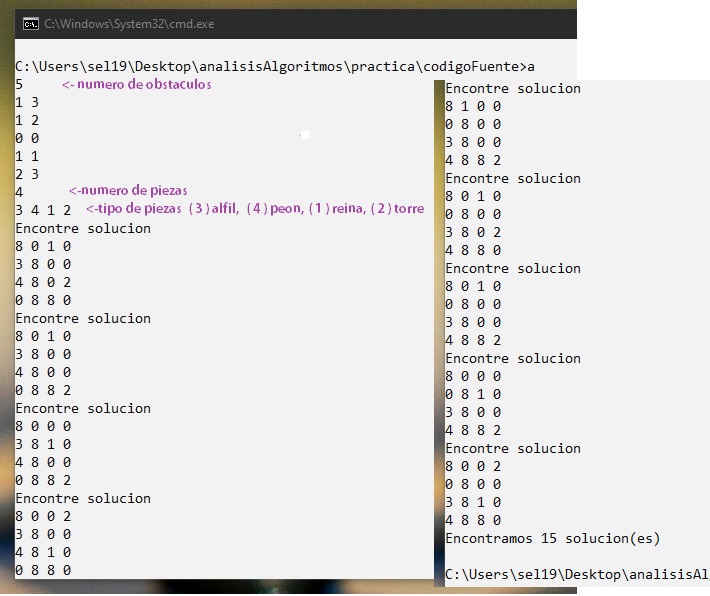 C:\Windows\System32\cmd.exe
C:\Users\sel19\Desktop\analisisAlgoritmos\practica\codigoFuente>a
5 <- numero de obstaculos
1 3
1 2
0 0
1 1
2 3
4 <-numero de piezas
3 4 1 2 <-tipo de piezas (3)alfil, (4)peon, (1)reina, (2)torre
Encontre solucion
8 0 1 0
3 8 0 0
4 8 0 2
0 8 8 0
Encontre solucion
8 0 1 0
3 8 0 0
4 8 0 0
0 8 8 2
Encontre solucion
8 0 0 0
3 8 1 0
4 8 0 0
0 8 8 2
Encontre solucion
8 0 0 2
3 8 0 0
4 8 1 0
0 8 8 0
Encontre solucion
8 1 0 0
0 8 0 0
3 8 0 0
4 8 8 2
Encontre solucion
8 0 1 0
0 8 0 0
3 8 0 2
4 8 8 0
Encontre solucion
8 0 1 0
0 8 0 0
3 8 0 0
4 8 8 2
Encontre solucion
8 0 0 0
0 8 1 0
3 8 0 0
4 8 8 2
Encontre solucion
8 0 0 2
0 8 0 0
3 8 1 0
4 8 8 0
Encontramos 15 solucion(es)
C:\Users\sel19\Desktop\analisisAl